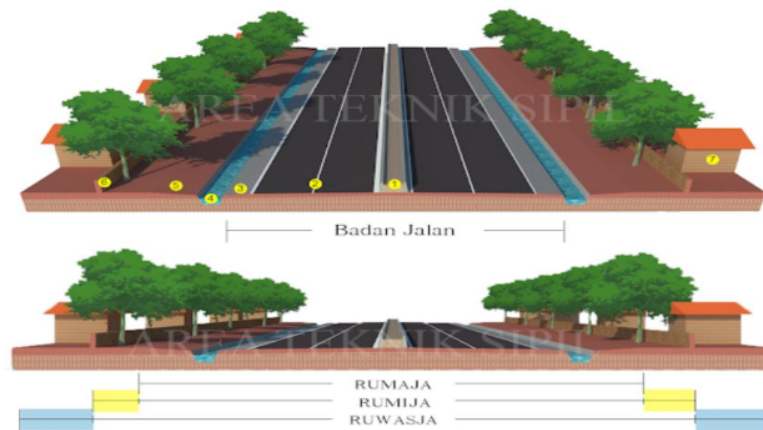 AREA TEKNIK SIPIL
7
6
5
4
3
2
1
Badan Jalan
AREA TEKNIK SIPIL
RUMAJA
RUMIJA
RUWASJA